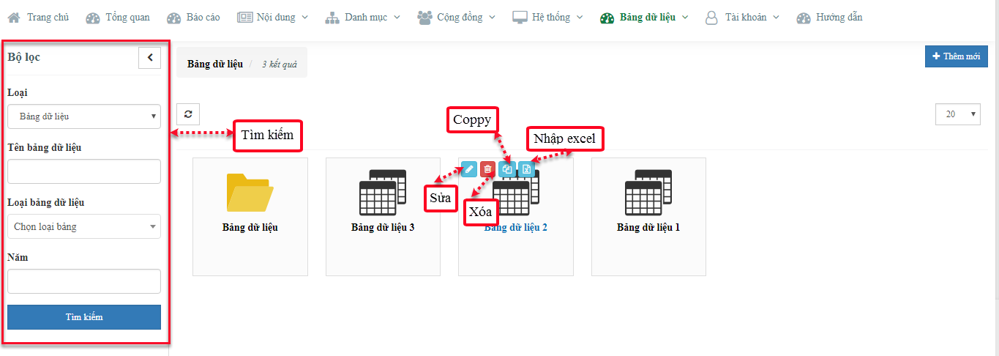 Trang chủ Tổng quan Báo cáo Nội dung Danh mục Cộng đồng Hệ thống Bảng dữ liệu Tài khoản Hướng dẫn
Bộ lọc
Loại
Bảng dữ liệu
Tên bảng dữ liệu
Loại bảng dữ liệu
Chọn loại bảng
Năm
Tìm kiếm
Bảng dữ liệu / 3 kết quả
Thêm mới
20
Tìm kiếm
Coppy
Nhập excel
Sửa
Xóa
Bảng dữ liệu
Bảng dữ liệu 3
Bảng dữ liệu 2
Bảng dữ liệu 1